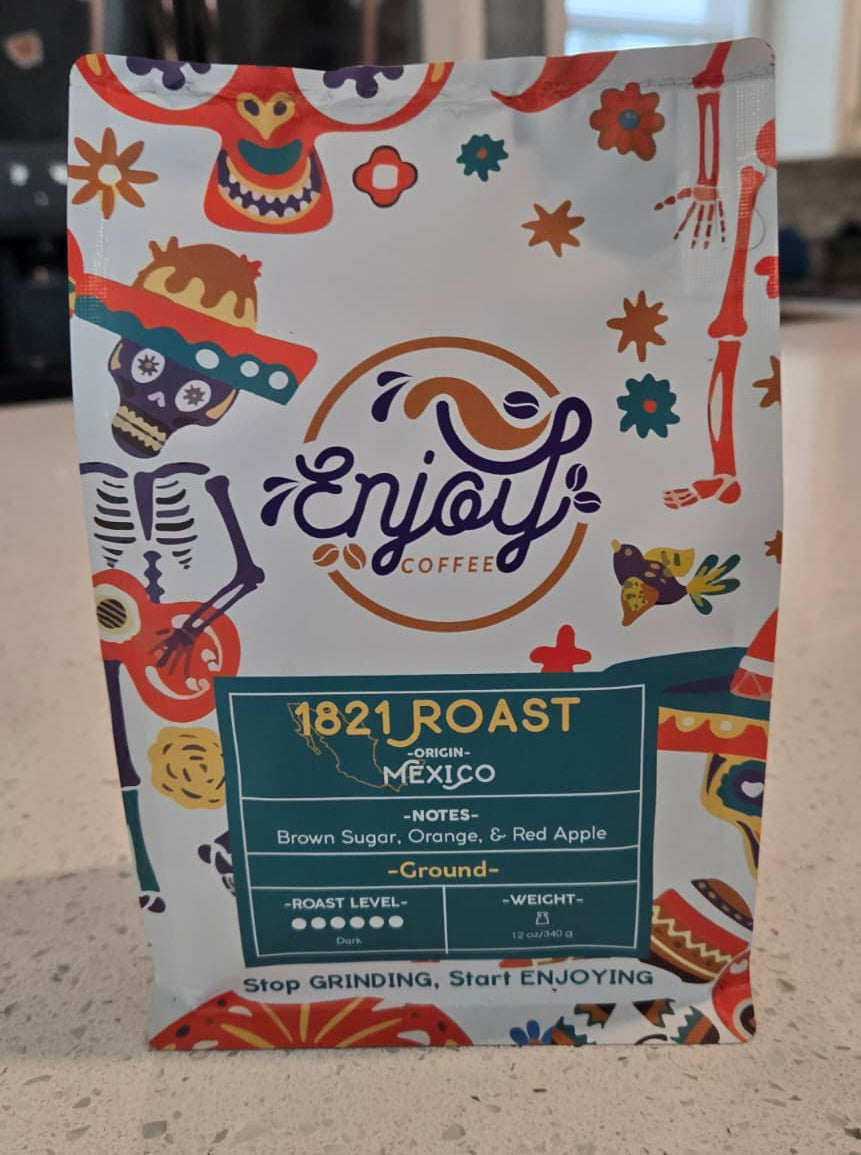 Enjoy
COFFEE
1821 ROAST
-ORIGIN-
MEXICO
-NOTES-
Brown Sugar, Orange, & Red Apple
-Ground-
-ROAST LEVEL-
Dark
-WEIGHT-
12 oz/340 g
Stop GRINDING, Start ENJOYING